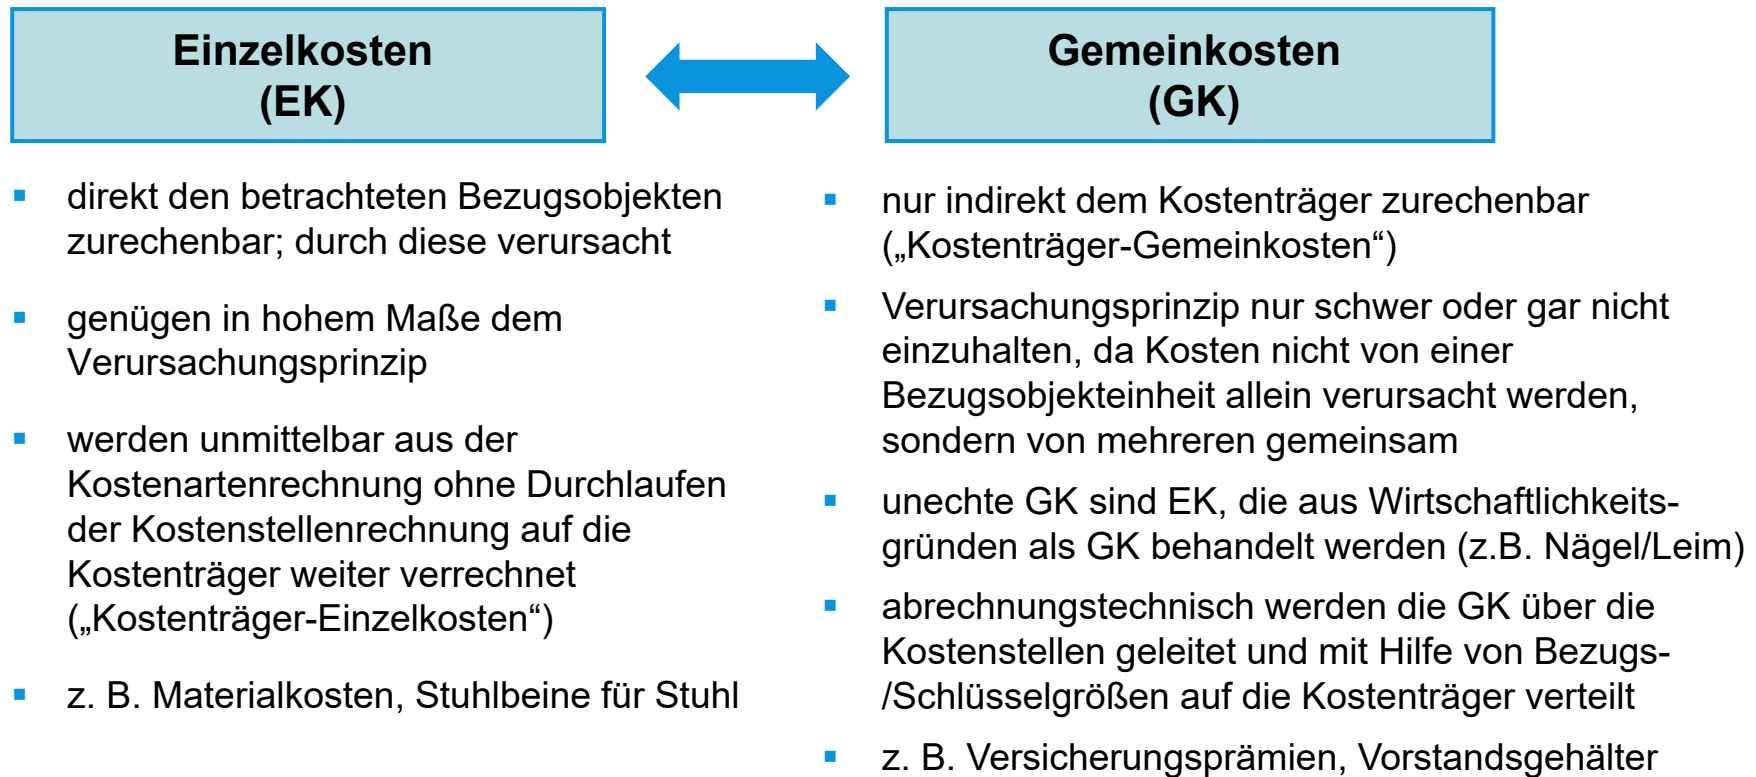 Einzelkosten
(EK)
Gemeinkosten
(GK)
▪ direkt den betrachteten Bezugsobjekten
zurechenbar; durch diese verursacht
▪ genügen in hohem Maße dem
Verursachungsprinzip
▪ werden unmittelbar aus der
Kostenartenrechnung ohne Durchlaufen
der Kostenstellenrechnung auf die
Kostenträger weiter verrechnet
(„Kostenträger-Einzelkosten“)
▪ z. B. Materialkosten, Stuhlbeine für Stuhl
▪ nur indirekt dem Kostenträger zurechenbar
(„Kostenträger-Gemeinkosten“)
▪ Verursachungsprinzip nur schwer oder gar nicht
einzuhalten, da Kosten nicht von einer
Bezugsobjekteinheit allein verursacht werden,
sondern von mehreren gemeinsam
▪ unechte GK sind EK, die aus Wirtschaftlichkeits-
gründen als GK behandelt werden (z.B. Nägel/Leim)
▪ abrechnungstechnisch werden die GK über die
Kostenstellen geleitet und mit Hilfe von Bezugs-
/Schlüsselgrößen auf die Kostenträger verteilt
▪ z. B. Versicherungsprämien, Vorstandsgehälter